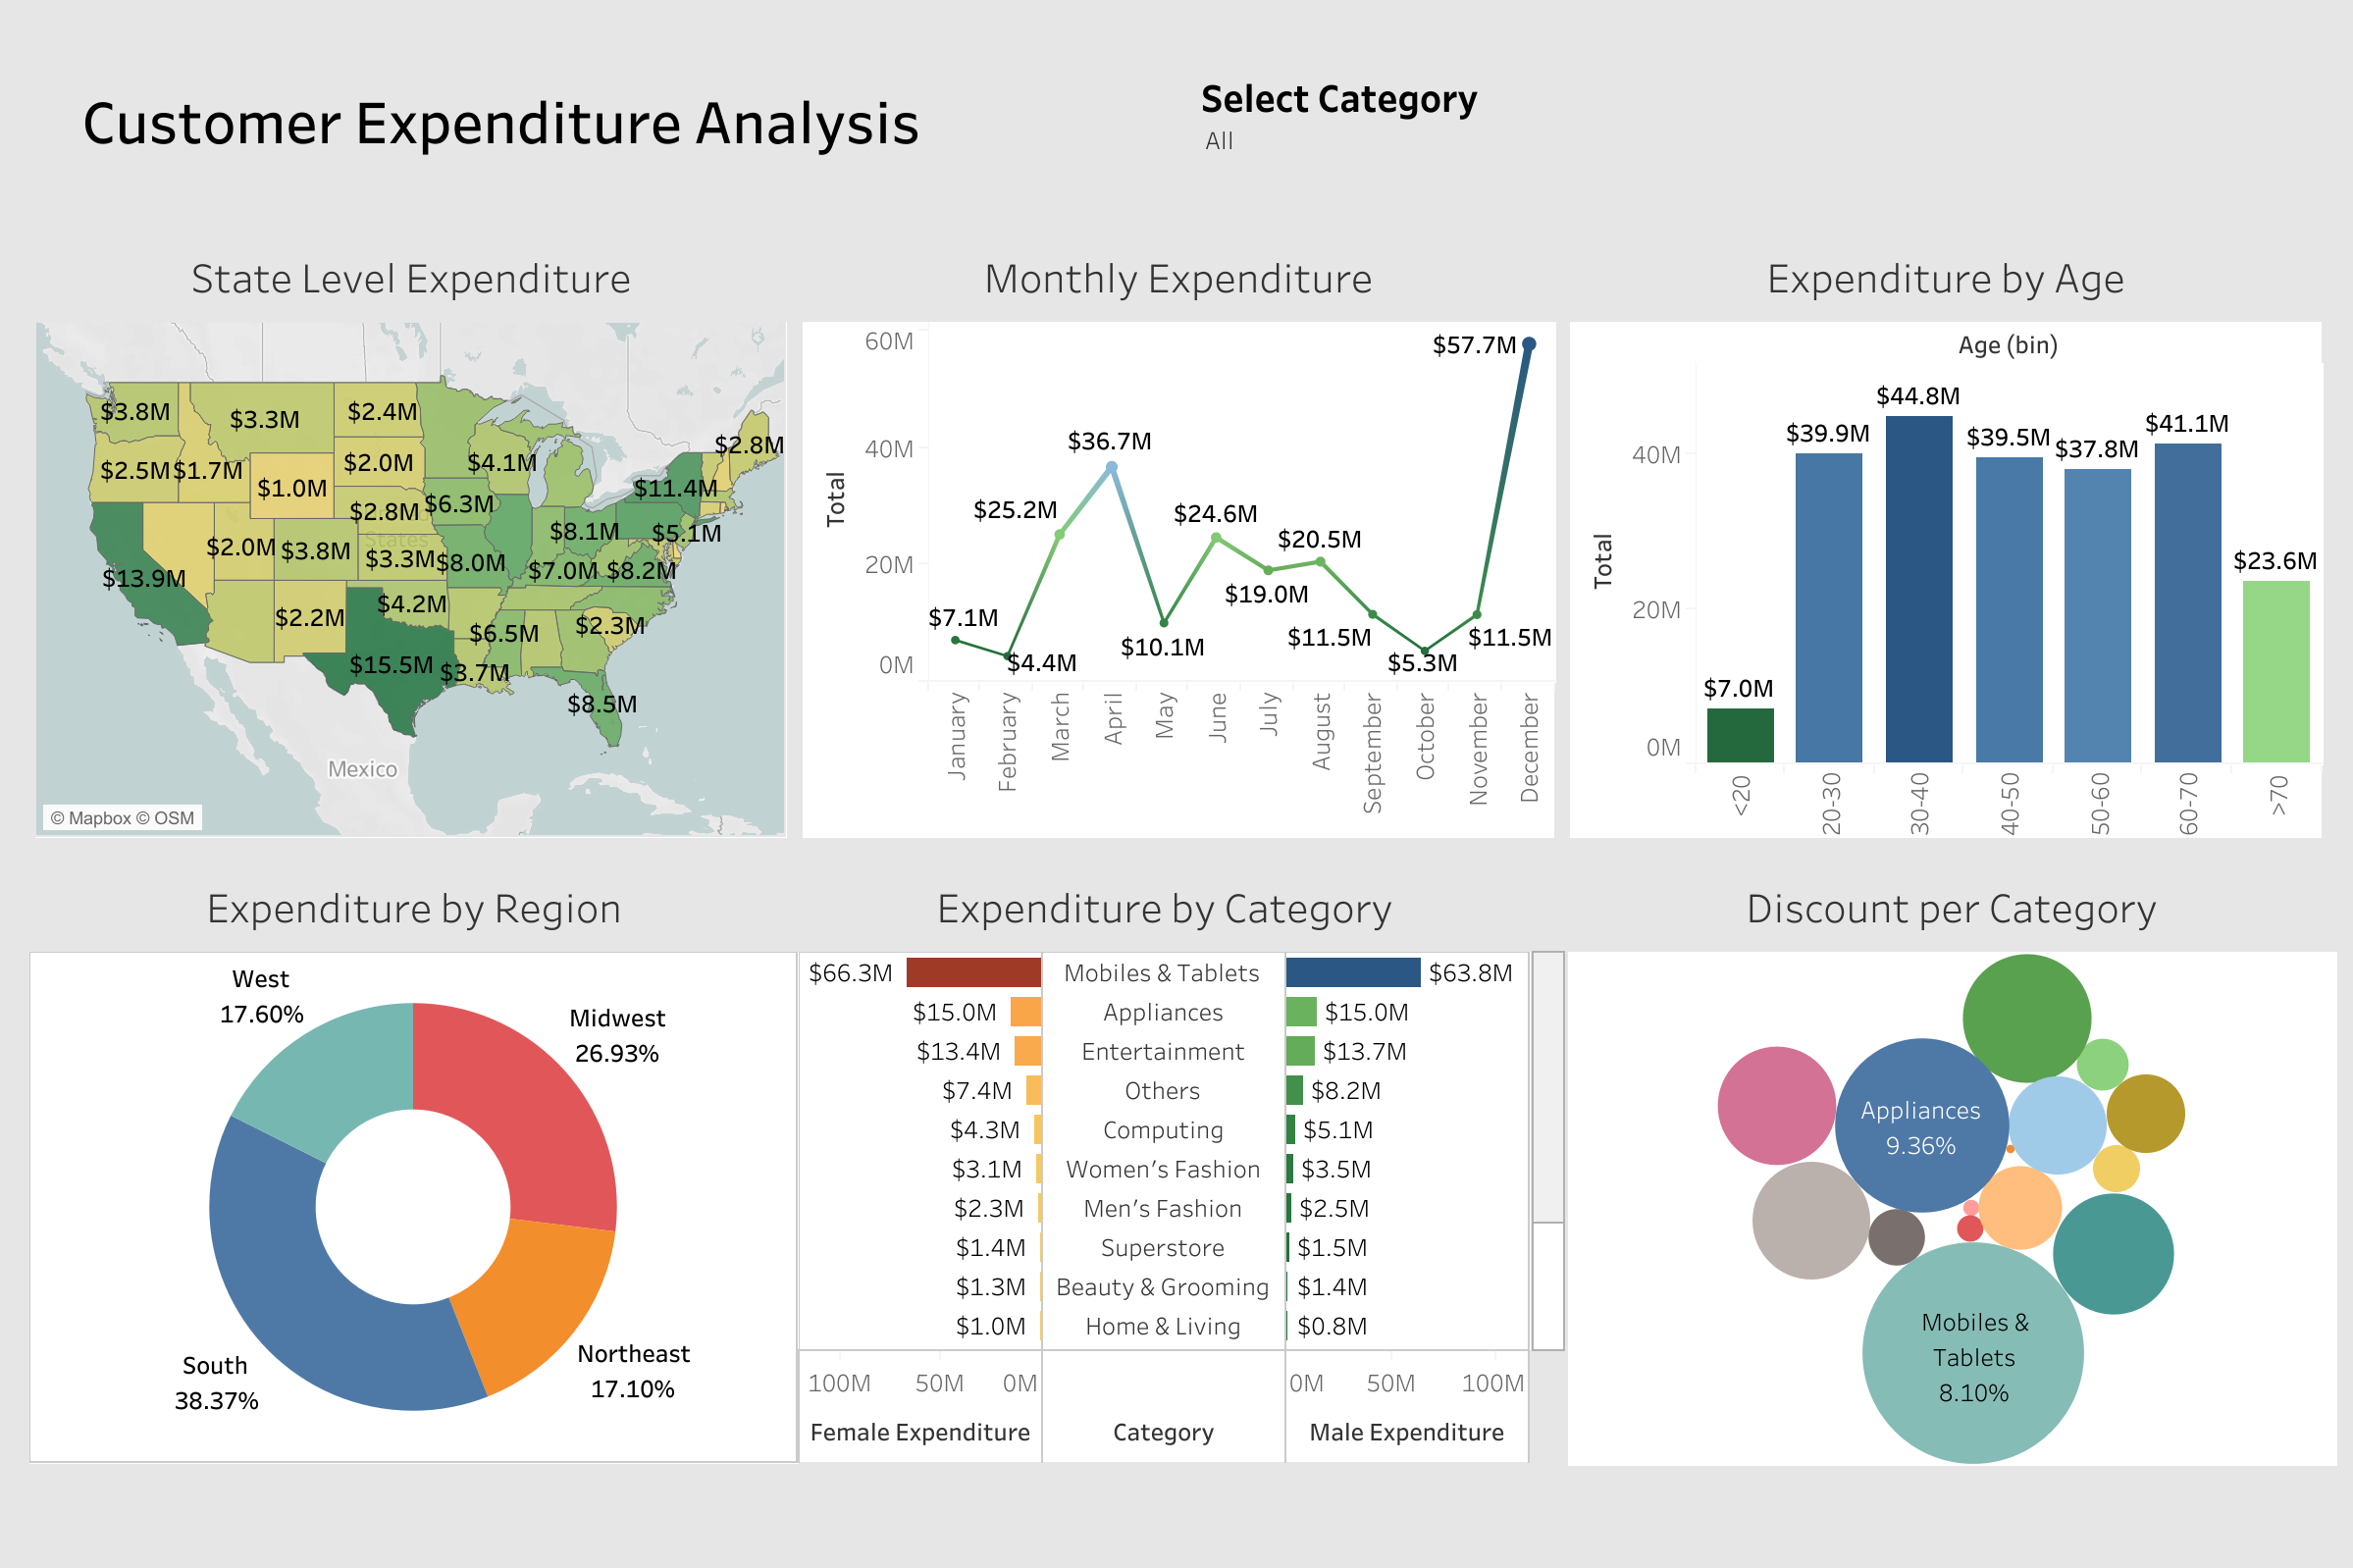 Customer Expenditure Analysis
Select Category
All
State Level Expenditure
$3.8M
$3.3M
$2.4M
$2.8M
$2.5M
$1.7M
$2.0M
$4.1M
$1.0M
$11.4M
$2.8M
$6.3M
$8.1M
$5.1M
States
$2.0M
$3.8M
$3.3M
$8.0M
$7.0M
$8.2M
$13.9M
$2.2M
$4.2M
$6.5M
$2.3M
$15.5M
$3.7M
$8.5M
Mexico
© Mapbox © OSM
Monthly Expenditure
Total
60M
40M
20M
0M
$7.1M
$4.4M
$25.2M
$36.7M
$10.1M
$24.6M
$19.0M
$20.5M
$11.5M
$5.3M
$11.5M
$57.7M
January
February
March
April
May
June
July
August
September
October
November
December
Expenditure by Age
Age (bin)
Total
40M
20M
0M
$7.0M
$39.9M
$44.8M
$39.5M
$37.8M
$41.1M
$23.6M
<20
20-30
30-40
40-50
50-60
60-70
>70
Expenditure by Region
West
17.60%
Midwest
26.93%
South
38.37%
Northeast
17.10%
Expenditure by Category
$66.3M Mobiles & Tablets $63.8M
$15.0M Appliances $15.0M
$13.4M Entertainment $13.7M
$7.4M Others $8.2M
$4.3M Computing $5.1M
$3.1M Women's Fashion $3.5M
$2.3M Men's Fashion $2.5M
$1.4M Superstore $1.5M
$1.3M Beauty & Grooming $1.4M
$1.0M Home & Living $0.8M
100M 50M 0M 0M 50M 100M
Female Expenditure Category Male Expenditure
Discount per Category
Appliances
9.36%
Mobiles &
Tablets
8.10%